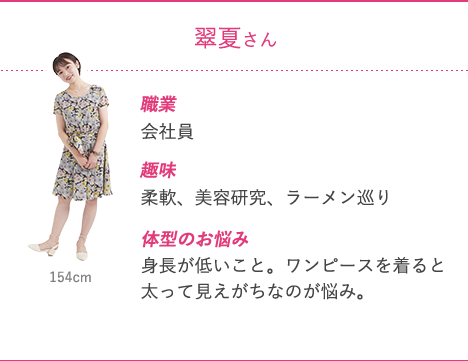 翠夏さん
職業
会社員
趣味
柔軟、美容研究、ラーメン巡り
体型のお悩み
身長が低いこと。ワンピースを着ると
太って見えがちなのが悩み。
154cm